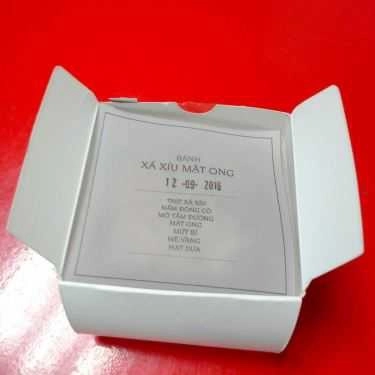 BÁNH
XÁ XÍU MẬT ONG
12 -09- 2016
THỊT XÁ XÍU
NẤM ĐÔNG CÔ
MỠ TẨM ĐƯỜNG
MẬT ONG
MỨT BÍ
MÈ VÀNG
HẠT DƯA